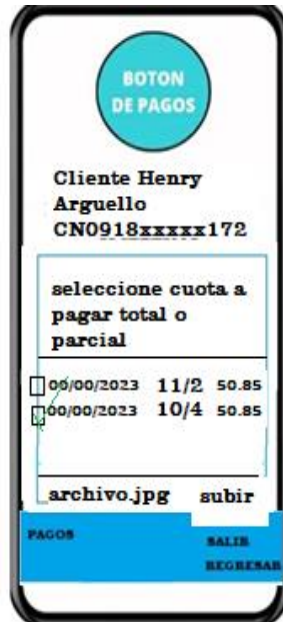 BOTON
DE PAGOS
Cliente Henry
Arguello
CN0918xxxxx172
seleccione cuota a
pagar total o
parcial
00/00/2023 11/2 50.85
00/00/2023 10/4 50.85
archivo.jpg subir
PAGOS
SALIR
REGRESAR